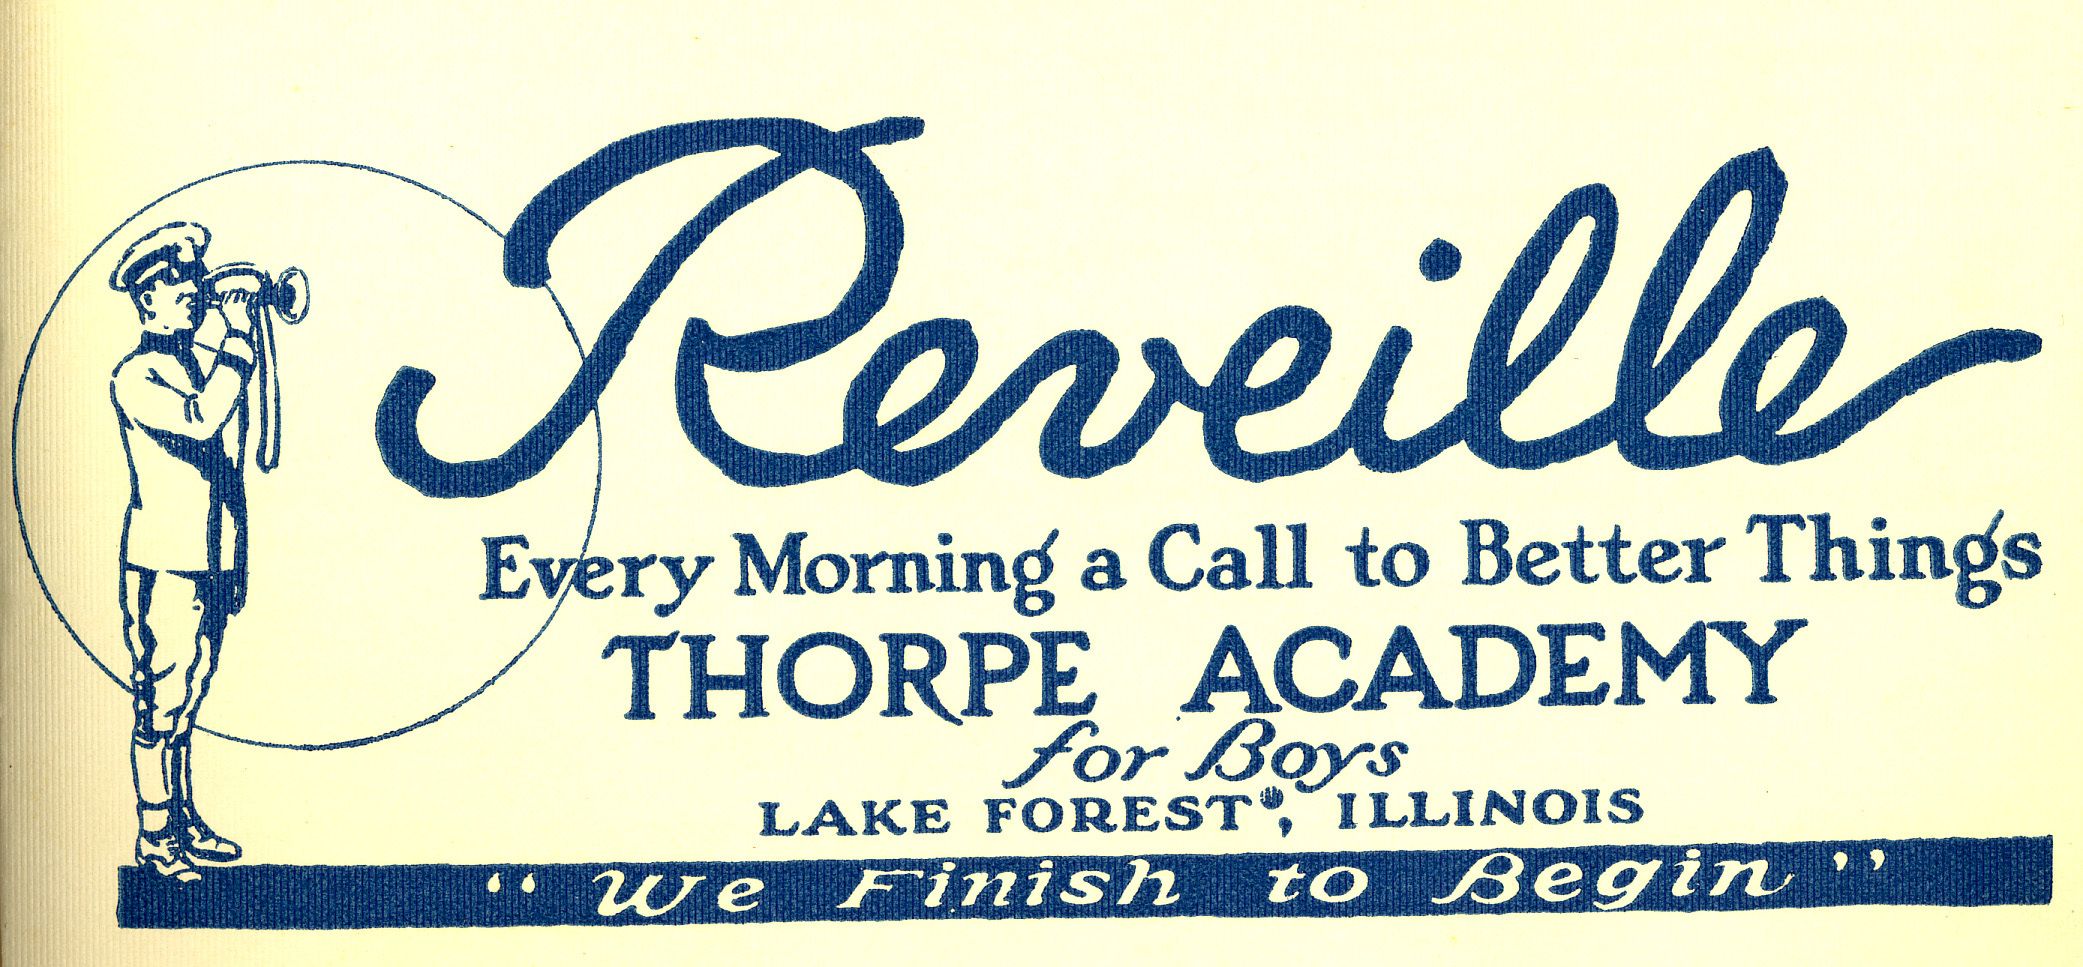 Reveille
Every Morning a Call to Better Things
THORPE ACADEMY
for Boys
LAKE FOREST, ILLINOIS
"We Finish to Begin"